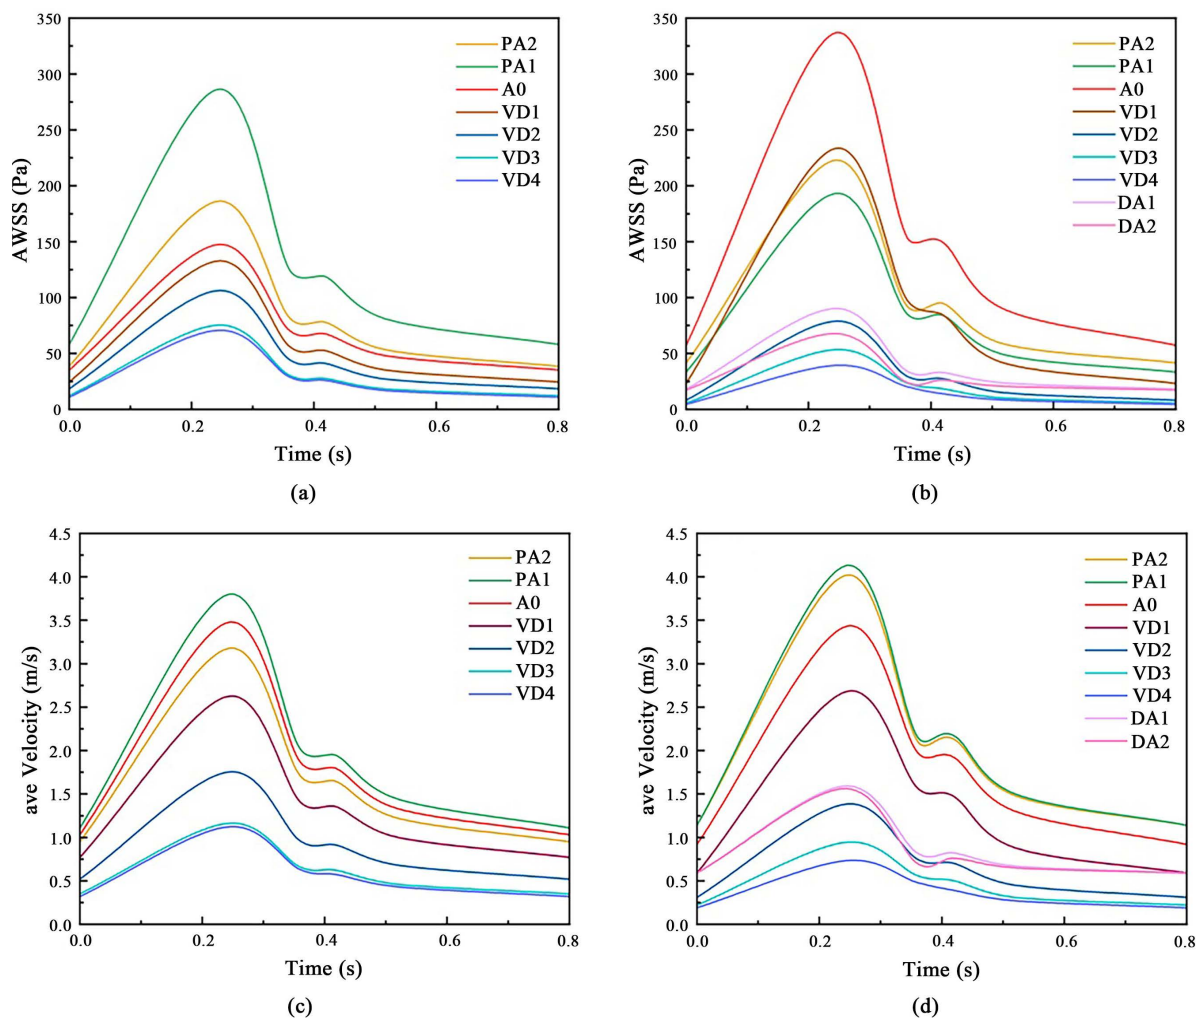 350
300
250
200
150
100
50
0
AWSS (Pa)
0.0 0.2 0.4 0.6 0.8
Time (s)
PA2
PA1
A0
VD1
VD2
VD3
VD4
(a)
350
300
250
200
150
100
50
0
AWSS (Pa)
0.0 0.2 0.4 0.6 0.8
Time (s)
PA2
PA1
A0
VD1
VD2
VD3
VD4
DA1
DA2
(b)
4.5
4.0
3.5
3.0
2.5
2.0
1.5
1.0
0.5
0.0
ave Velocity (m/s)
0.0 0.2 0.4 0.6 0.8
Time (s)
PA2
PA1
A0
VD1
VD2
VD3
VD4
(c)
4.5
4.0
3.5
3.0
2.5
2.0
1.5
1.0
0.5
0.0
ave Velocity (m/s)
0.0 0.2 0.4 0.6 0.8
Time (s)
PA2
PA1
A0
VD1
VD2
VD3
VD4
DA1
DA2
(d)